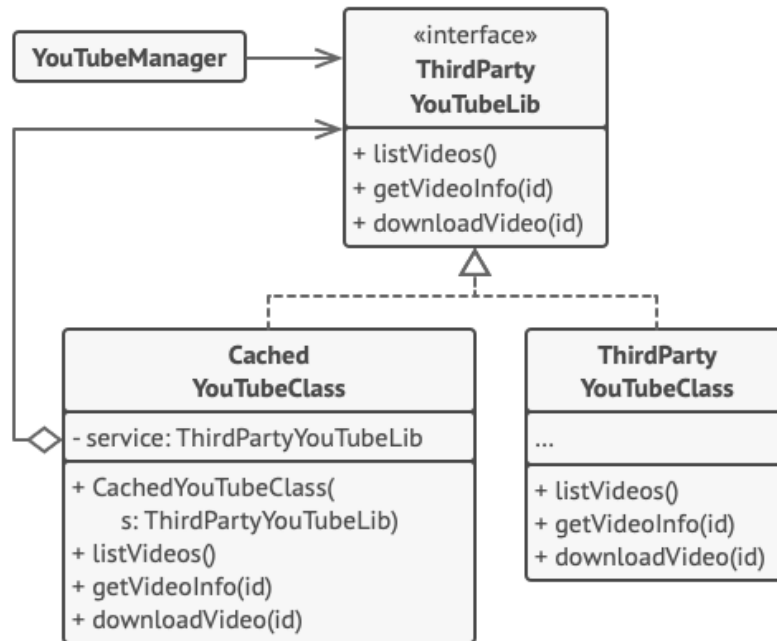 YouTubeManager
«interface»
ThirdParty
YouTubeLib
+ listVideos()
+ getVideoInfo(id)
+ downloadVideo(id)
Cached
YouTubeClass
- service: ThirdPartyYouTubeLib
+ CachedYouTubeClass(
s: ThirdPartyYouTubeLib)
+ listVideos()
+ getVideoInfo(id)
+ downloadVideo(id)
ThirdParty
YouTubeClass
...
+ listVideos()
+ getVideoInfo(id)
+ downloadVideo(id)